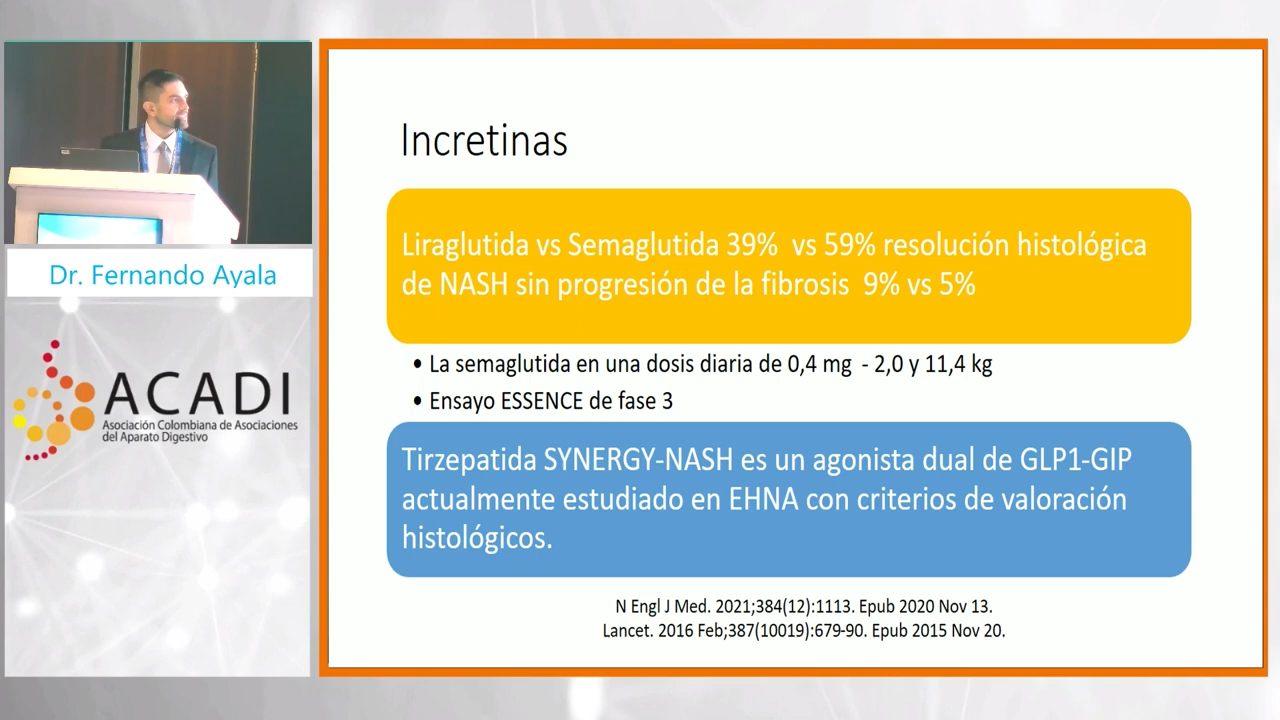 Incretinas
Liraglutida vs Semaglutida 39% vs 59% resolución histológica
de NASH sin progresión de la fibrosis 9% vs 5%
• La semaglutida en una dosis diaria de 0,4 mg - 2,0 y 11,4 kg
• Ensayo ESSENCE de fase 3
Tirzepatida SYNERGY-NASH es un agonista dual de GLP1-GIP
actualmente estudiado en EHNA con criterios de valoración
histológicos.
N Engl J Med. 2021;384(12):1113. Epub 2020 Nov 13.
Lancet. 2016 Feb;387(10019):679-90. Epub 2015 Nov 20.
Dr. Fernando Ayala
ACADI
Asociación Colombiana de Asociaciones
del Aparato Digestivo